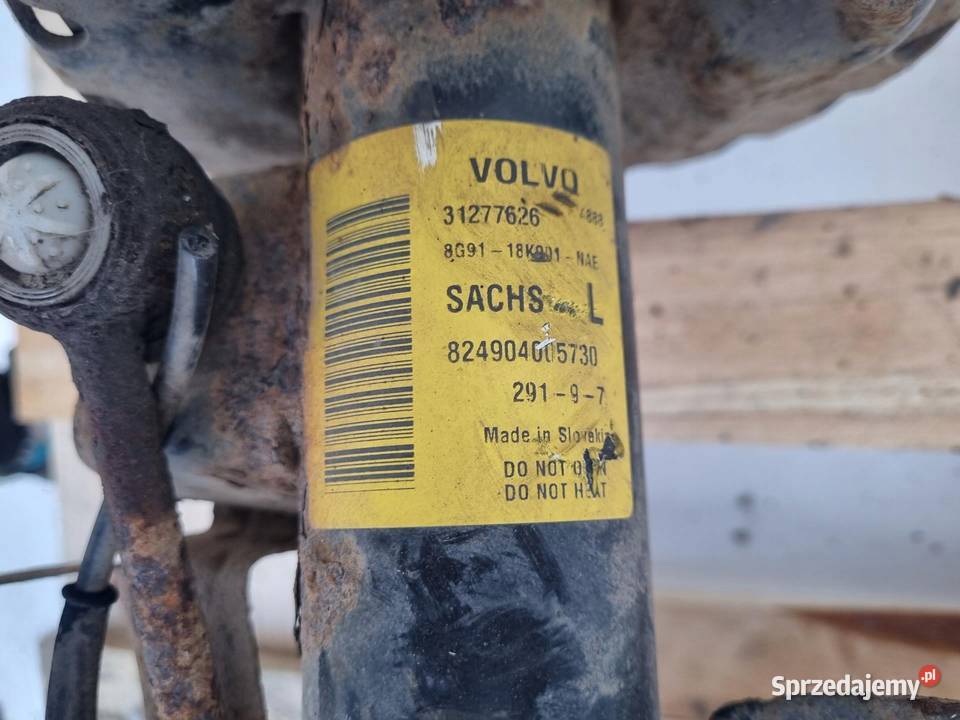 VOLVO
31277626
8G91-18K001-NAE
SACHS L
824904005730
291-9-7
Made in Slovakia
DO NOT OPEN
DO NOT HEAT
Sprzedajemy.pl